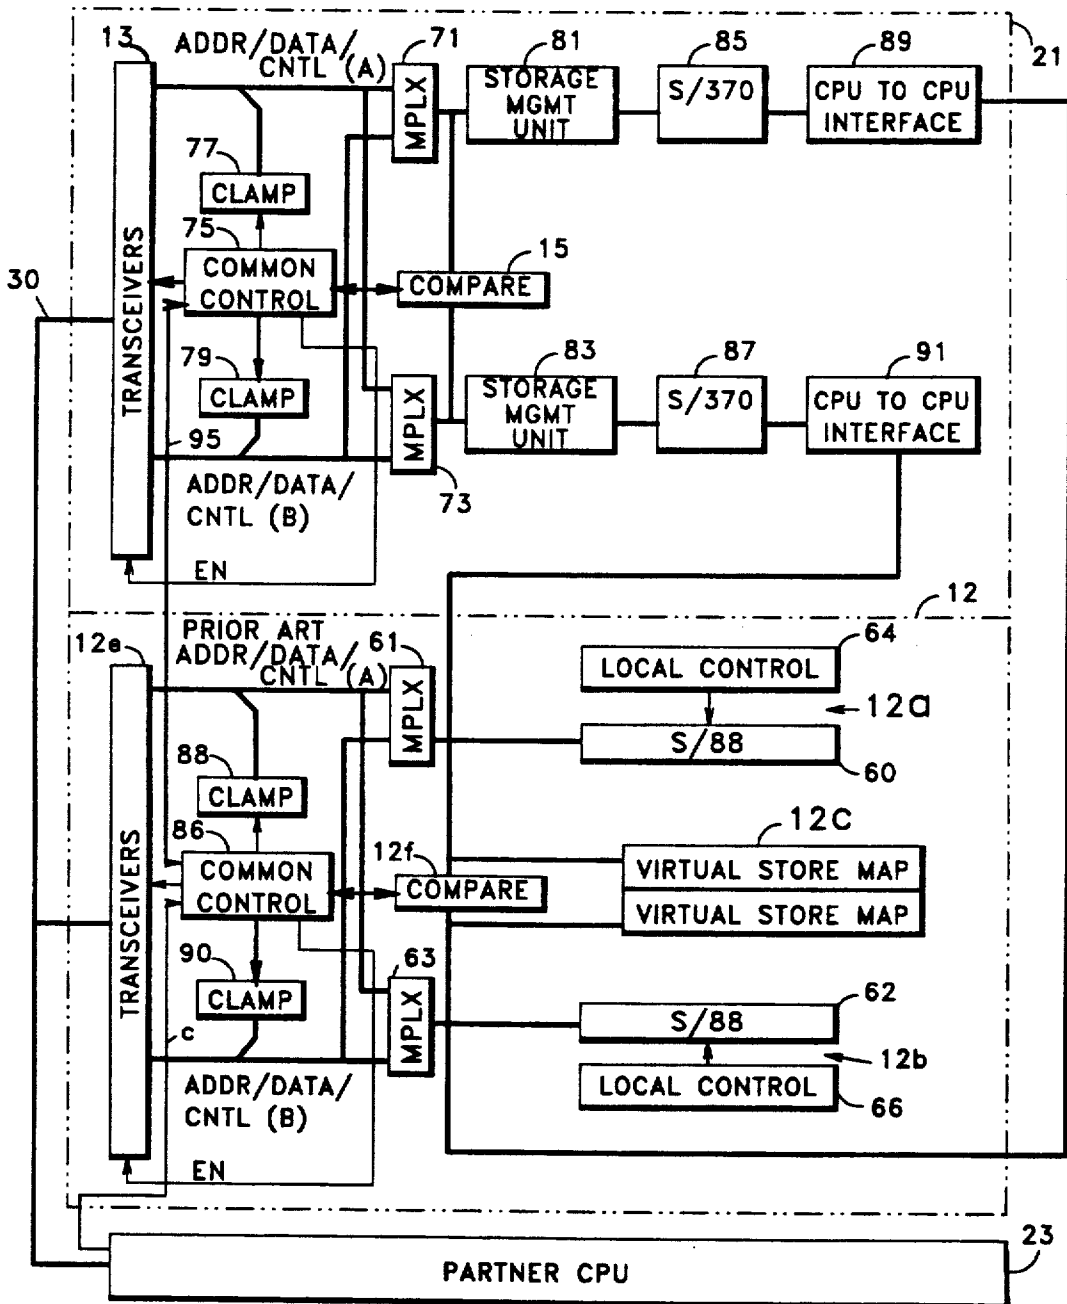 13
ADDR/DATA/
CNTL (A)
71
81
85
89
21
MPLX
STORAGE
MGMT
UNIT
S/370
CPU TO CPU
INTERFACE
77
CLAMP
TRANSCEIVERS
75
COMMON
CONTROL
15
COMPARE
30
79
CLAMP
83
87
91
MPLX
STORAGE
MGMT
UNIT
S/370
CPU TO CPU
INTERFACE
95
ADDR/DATA/
CNTL (B)
73
EN
12
12e
PRIOR ART
ADDR/DATA/
CNTL (A)
61
64
MPLX
LOCAL CONTROL
12a
S/88
60
88
CLAMP
TRANSCEIVERS
86
COMMON
CONTROL
12f
COMPARE
12c
VIRTUAL STORE MAP
VIRTUAL STORE MAP
90
CLAMP
63
MPLX
62
S/88
12b
LOCAL CONTROL
66
c
ADDR/DATA/
CNTL (B)
EN
23
PARTNER CPU